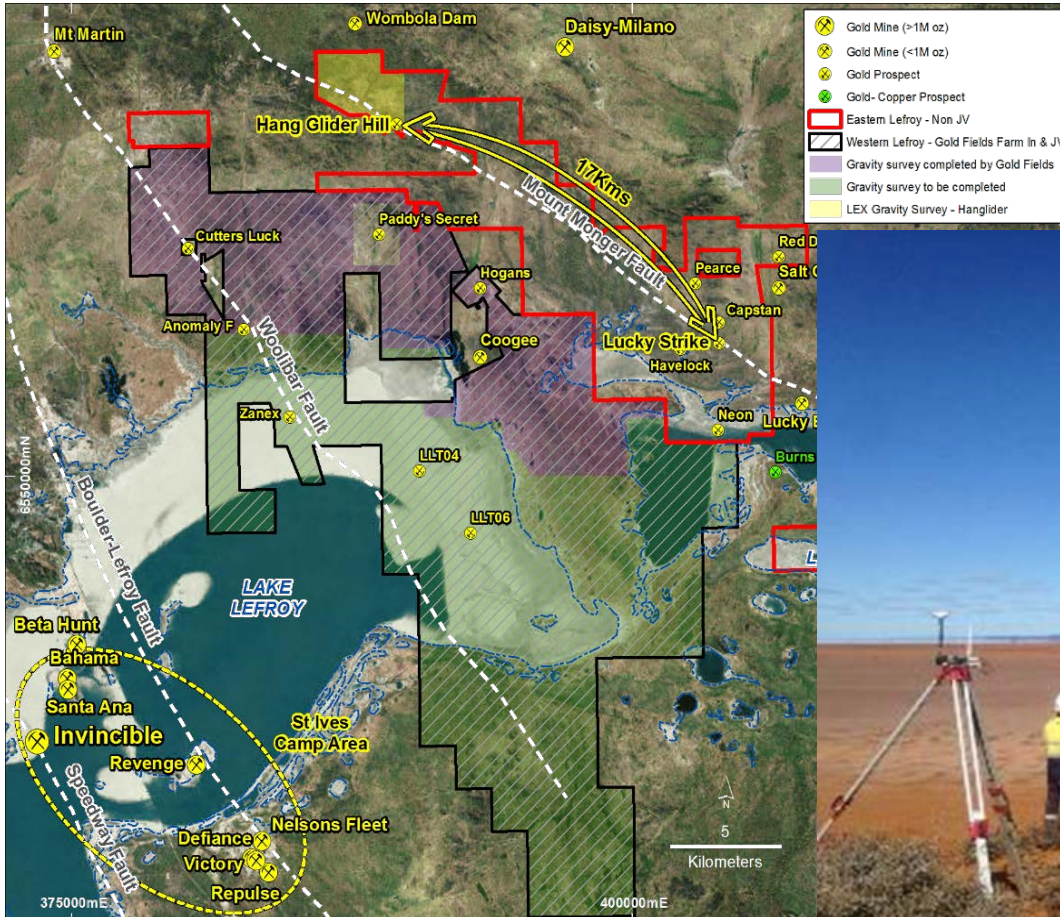 Wombola Dam
Mt Martin
Daisy-Milano
Gold Mine (>1M oz)
Gold Mine (<1M oz)
Gold Prospect
Gold- Copper Prospect
Eastern Lefroy - Non JV
Western Lefroy - Gold Fields Farm In & JV
Gravity survey completed by Gold Fields
Gravity survey to be completed
LEX Gravity Survey - Hanglider
Hang Glider Hill
17Kms
Mount Monger Fault
Paddy's Secret
Cutters Luck
Red D
Pearce
Salt
Hogans
Capstan
Anomaly F
Woolibar Fault
Coogee
Lucky Strike
Havelock
Zanex
Neon
Lucky
LLT04
Burns
6550000mN
Boulder-Lefroy Fault
LLT06
LAKE
LEFROY
L
Beta Hunt
Bahama
Santa Ana
St Ives
Camp Area
Invincible
Revenge
Speedway Fault
N
Nelsons Fleet
Defiance
5
Victory
Kilometers
Repulse
375000mE
400000mE